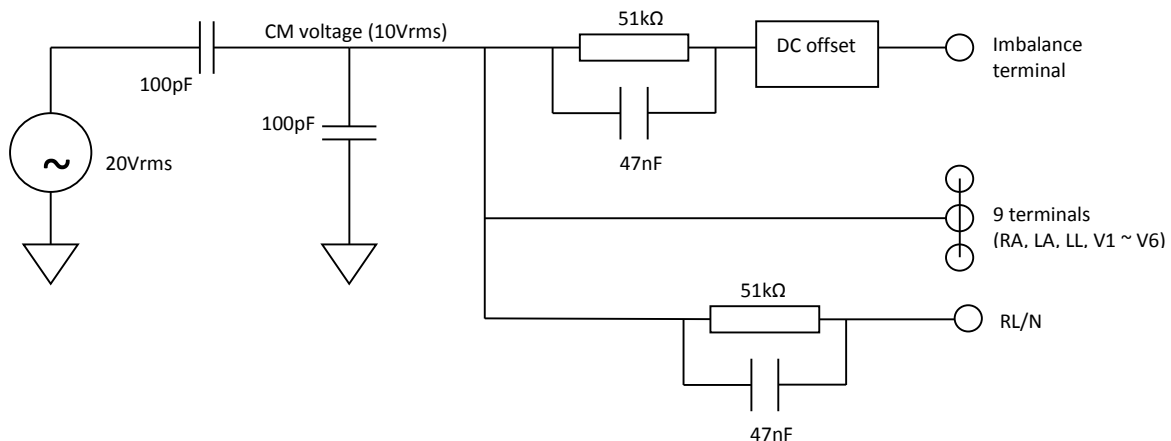 51kΩ
CM voltage (10Vrms)
DC offset
Imbalance
terminal
100pF
100pF
~
20Vrms
47nF
9 terminals
(RA, LA, LL, V1 ~ V6)
51kΩ
RL/N
47nF